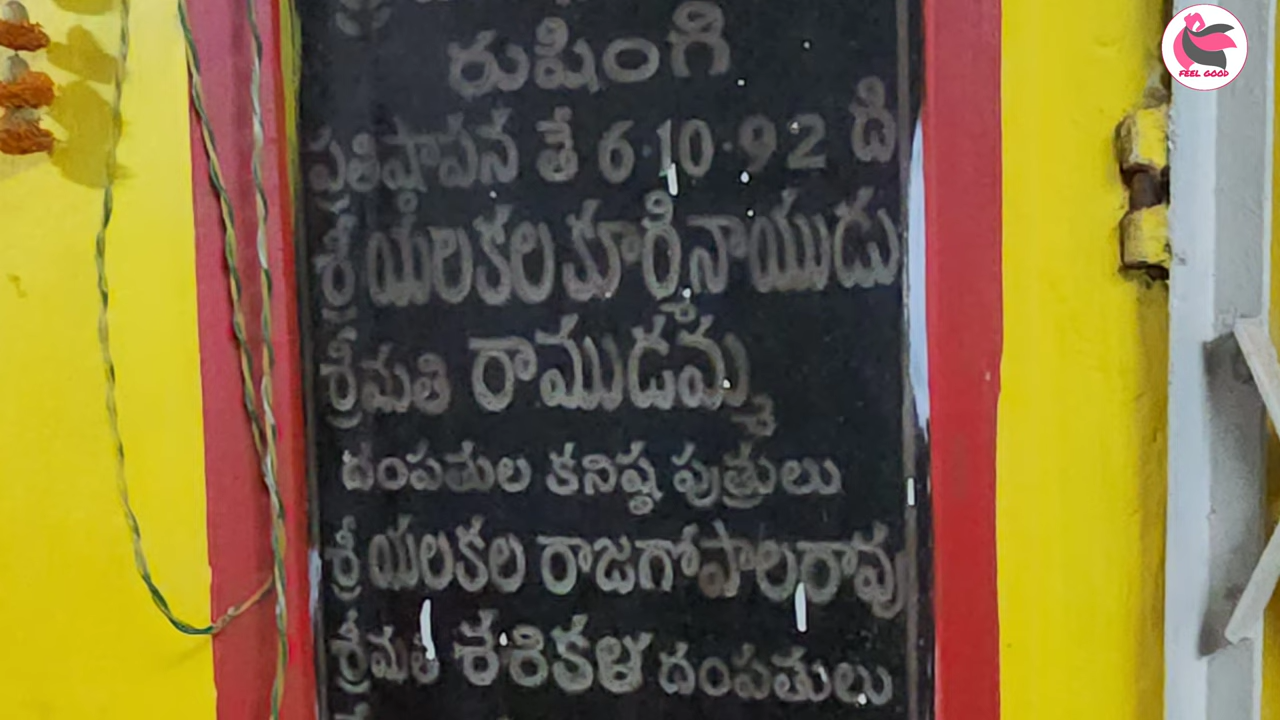 రుషింగి
ప్రతిష్ఠాపన తే 6·10·92 ది
శ్రీ యలకల కూర్మినాయుడు
శ్రీమతి రాముడమ్మ
దంపతుల కనిష్ఠ పుత్రులు
శ్రీ యలకల రాజగోపాలరావు
శ్రీమతి శశికళ దంపతులు
FEEL GOOD